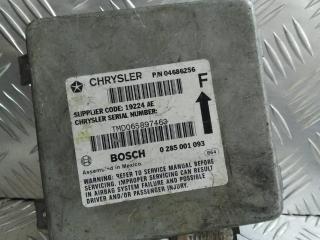 CHRYSLER P/N 04686256
F
SUPPLIER CODE: 19224 AE
CHRYSLER SERIAL NUMBER:
TMD065897463
BOSCH 0 285 001 093
Assembled in Mexico
WARNING: REFER TO SERVICE MANUAL BEFORE
SERVICING. IMPROPER SERVICING CAN RESULT
IN AIRBAG SYSTEM FAILURE AND POSSIBLE
DRIVER AND/OR PASSENGER INJURY.